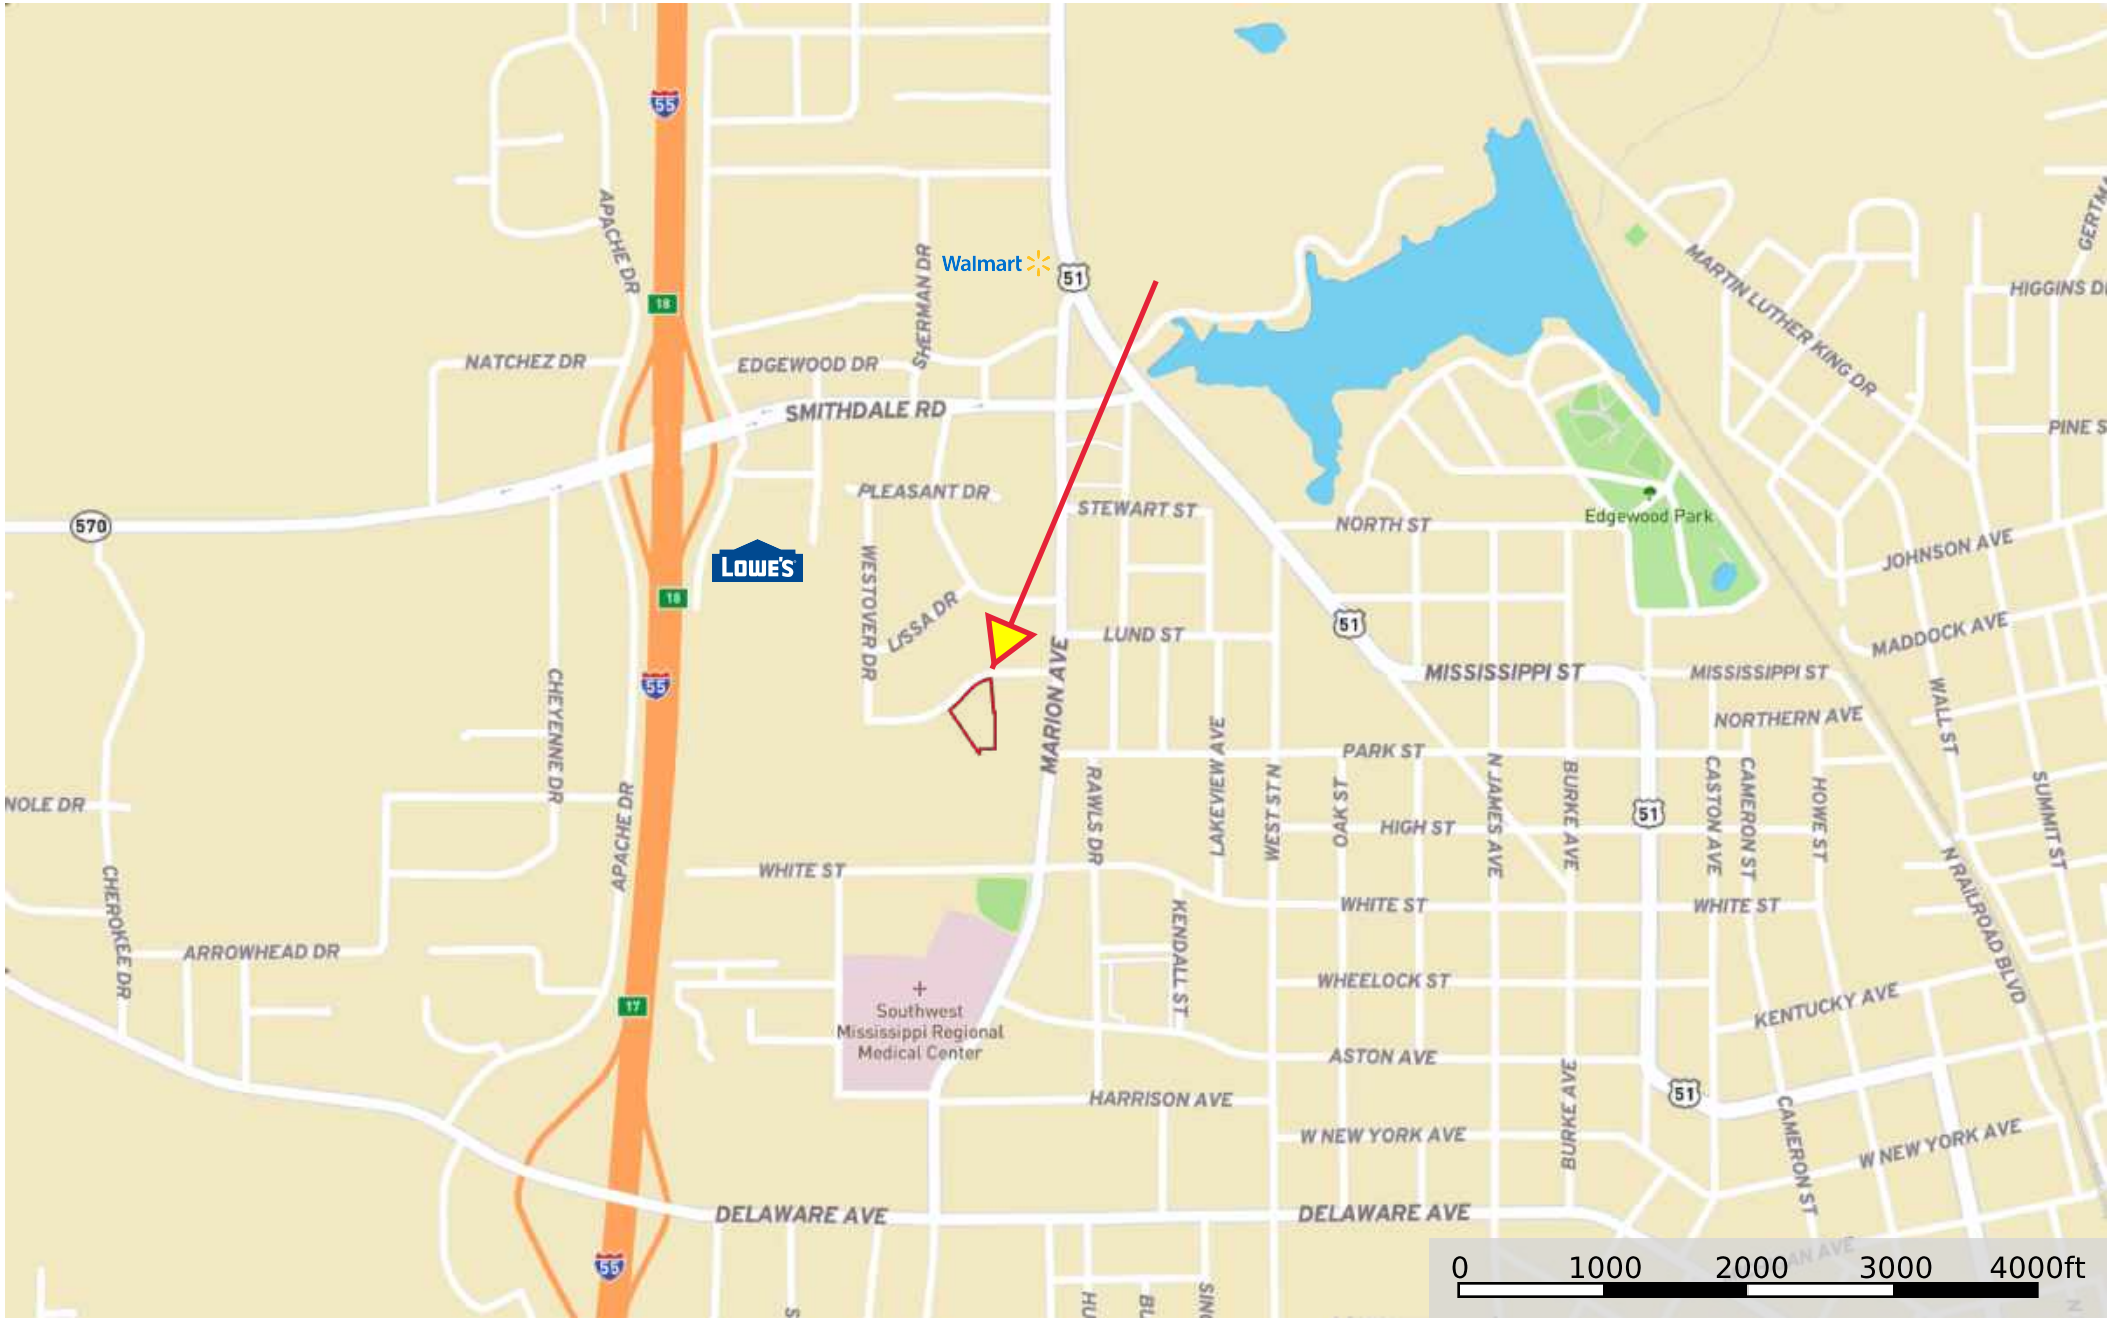 55
APACHE DR
18
SHERMAN DR
Walmart
51
MARTIN LUTHER KING DR
HIGGINS
NATCHEZ DR
EDGEWOOD DR
SMITHDALE RD
PINE
570
PLEASANT DR
STEWART ST
NORTH ST
Edgewood Park
JOHNSON AVE
LOWE'S
18
WESTOVER DR
LISSA DR
LUND ST
51
MADDOCK AVE
MARION AVE
MISSISSIPPI ST
MISSISSIPPI ST
55
CHEYENNE DR
WALL ST
NORTHERN AVE
LAKEVIEW AVE
PARK ST
RAWLS DR
WEST ST N
OAK ST
N JAMES AVE
BURKE AVE
CASTON AVE
CAMERON ST
HOWE ST
SUMMIT ST
NOLE DR
APACHE DR
51
HIGH ST
WHITE ST
CHEROKEE DR
WHITE ST
WHITE ST
N RAILROAD BLVD
ARROWHEAD DR
KENDALL ST
17
Southwest
Mississippi Regional
Medical Center
WHEELOCK ST
KENTUCKY AVE
ASTON AVE
HARRISON AVE
BURKE AVE
51
CAMERON ST
W NEW YORK AVE
W NEW YORK AVE
DELAWARE AVE
DELAWARE AVE
55
AN AVE
0 1000 2000 3000 4000ft